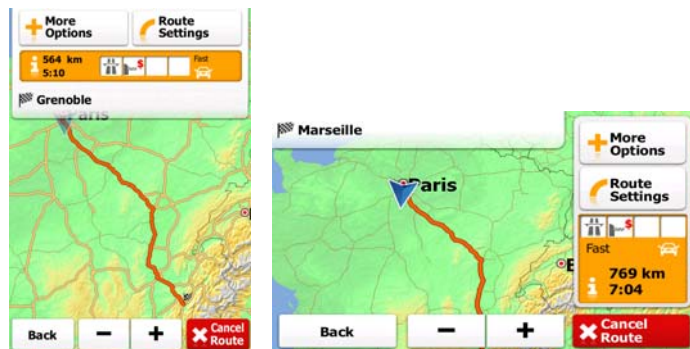 More
Options
Route
Settings
564 km
5:10
$
Fast
Grenoble
Paris
Back
−
+
Cancel
Route
Marseille
Paris
More
Options
Route
Settings
$
Fast
769 km
7:04
Back
−
+
Cancel
Route